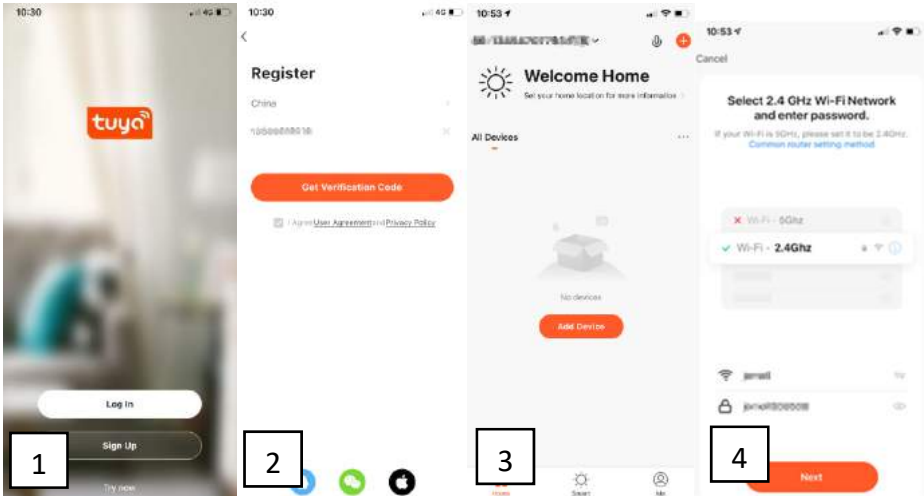 10:30
4G
tuya
Log In
Sign Up
Try now
1
10:30
4G
Register
China
Get Verification Code
I Agree User Agreement and Privacy Policy
2
10:53
Welcome Home
Set your home location for more information
All Devices
...
No devices
Add Device
Home
Smart
Me
3
10:53
Cancel
Select 2.4 GHz Wi-Fi Network
and enter password.
If your Wi-Fi is 5GHz, please set it to be 2.4GHz.
Common router setting method
Wi-Fi - 5Ghz
Wi-Fi - 2.4Ghz
4
Next